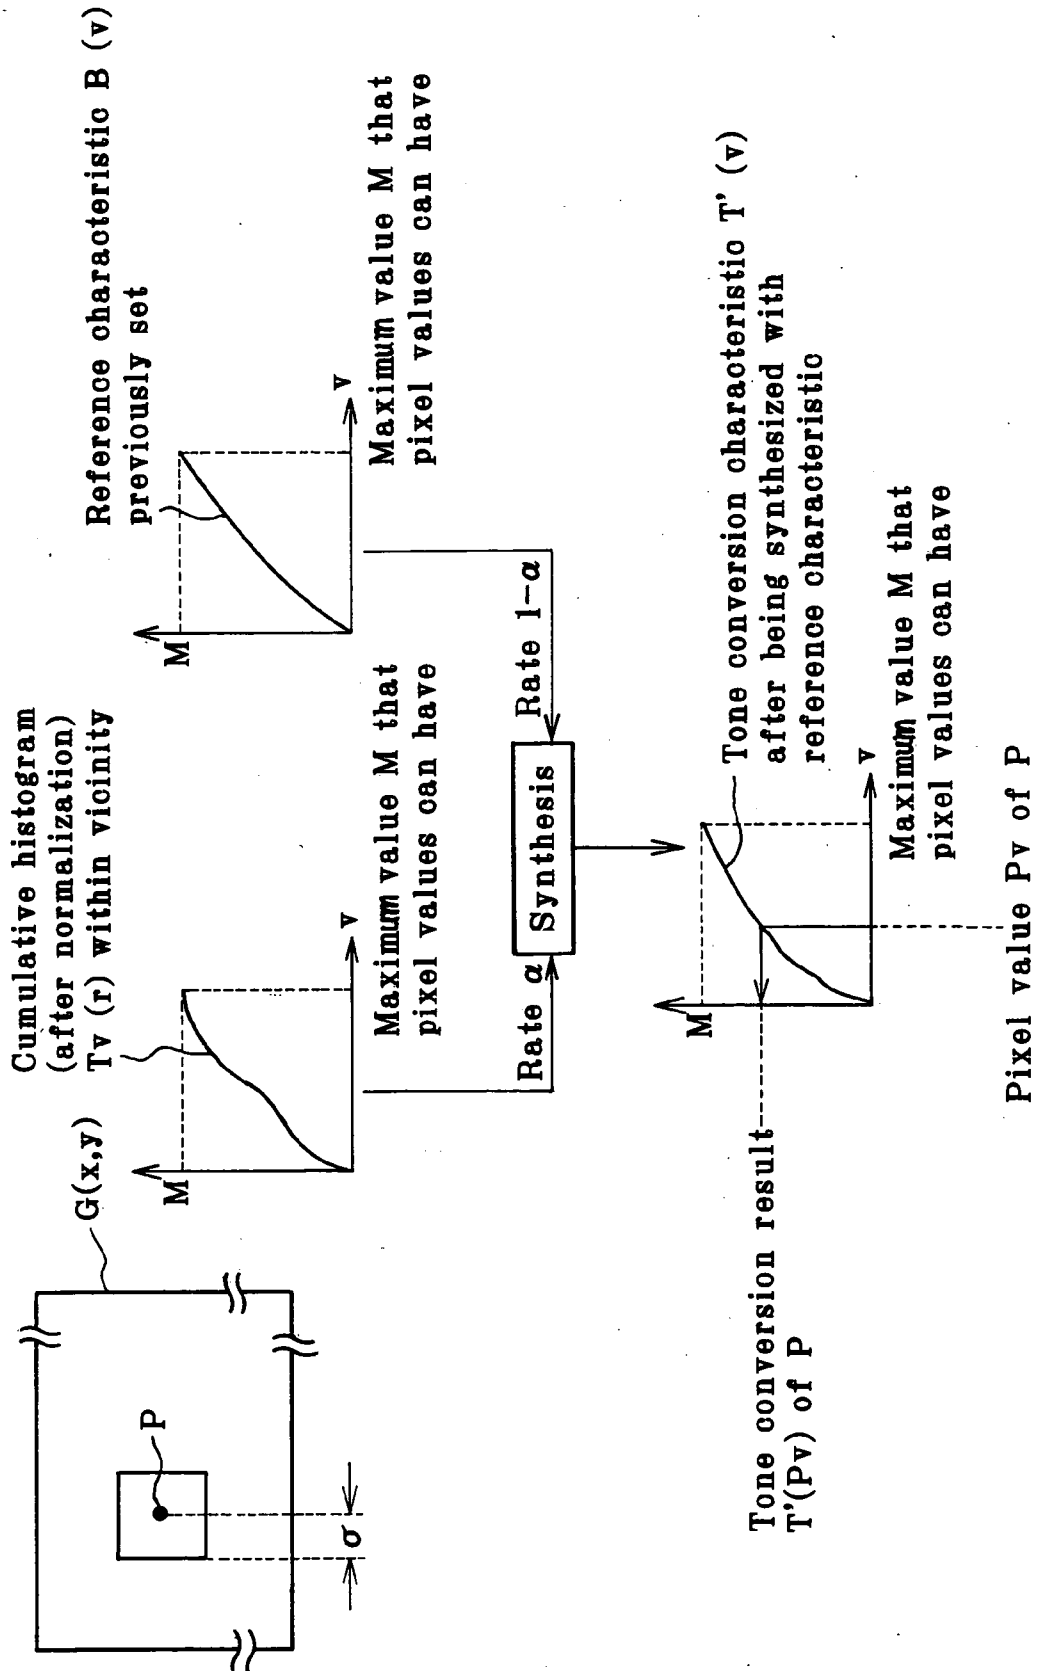 G(x,y)
P
σ
Cumulative histogram
(after normalization)
Tv (r) within vicinity
M
v
Maximum value M that
pixel values can have
Reference characteristic B (v)
previously set
M
v
Maximum value M that
pixel values can have
Rate α
Synthesis
Rate 1-α
Tone conversion characteristic T' (v)
after being synthesized with
reference characteristic
M
v
Maximum value M that
pixel values can have
Tone conversion result
T'(Pv) of P
Pixel value Pv of P